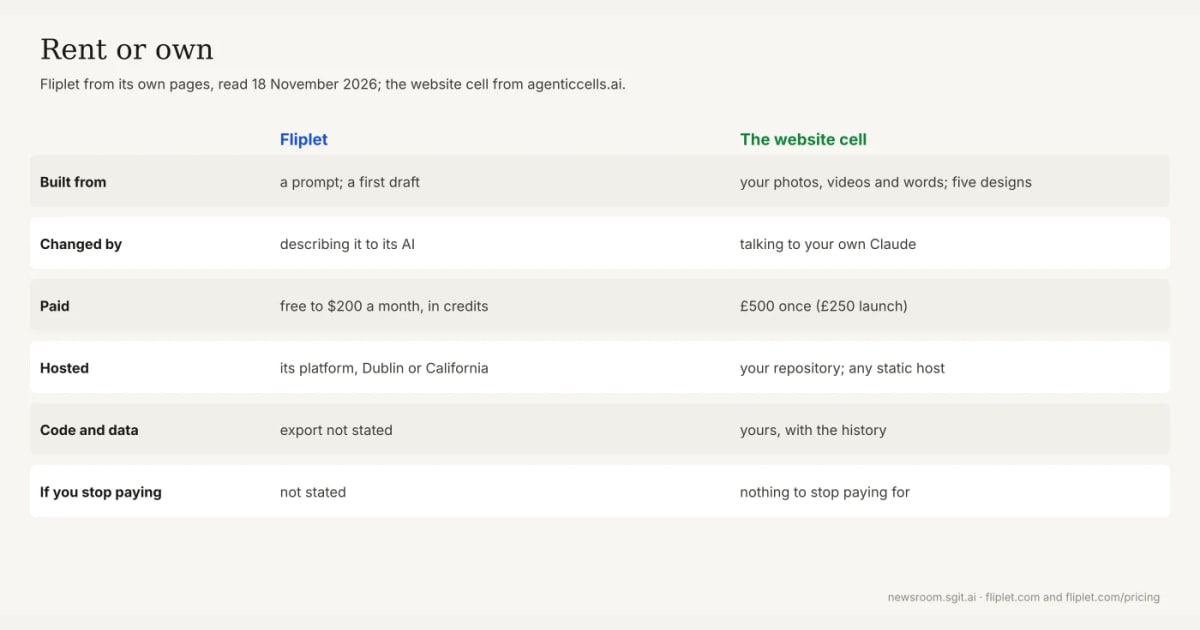 Rent or own
Fliplet from its own pages, read 18 November 2026; the website cell from agenticcells.ai.
Fliplet The website cell
Built from a prompt; a first draft your photos, videos and words; five designs
Changed by describing it to its AI talking to your own Claude
Paid free to $200 a month, in credits £500 once (£250 launch)
Hosted its platform, Dublin or California your repository; any static host
Code and data export not stated yours, with the history
If you stop paying not stated nothing to stop paying for
newsroom.sgit.ai · fliplet.com and fliplet.com/pricing